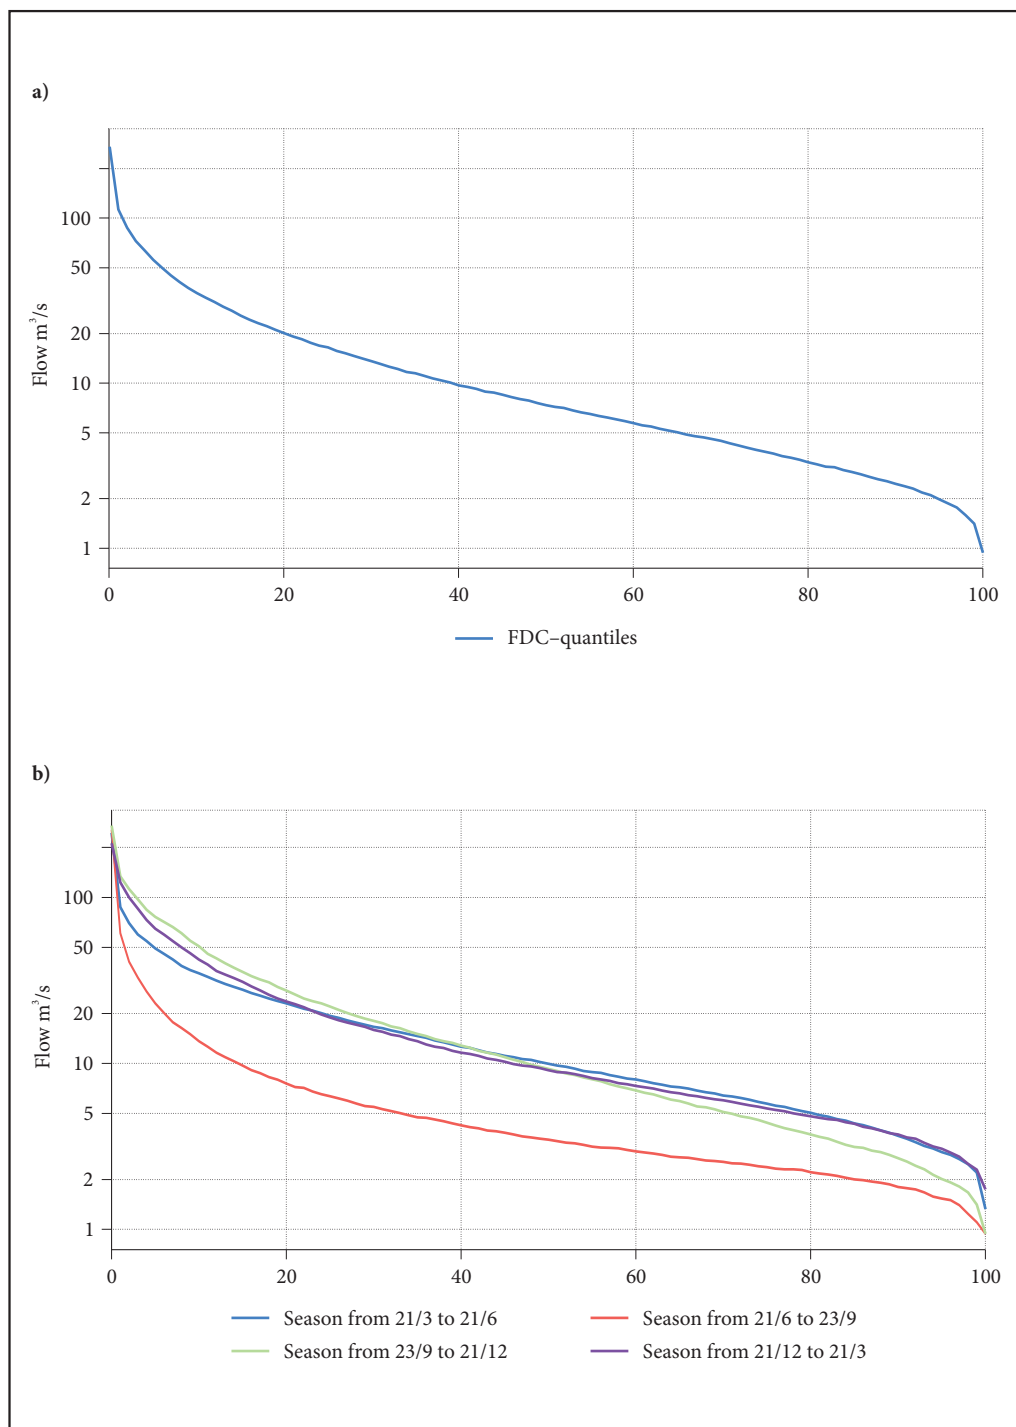 a)
Flow m³/s
100
50
20
10
5
2
1
0 20 40 60 80 100
FDC–quantiles
b)
Flow m³/s
100
50
20
10
5
2
1
0 20 40 60 80 100
Season from 21/3 to 21/6 Season from 21/6 to 23/9
Season from 23/9 to 21/12 Season from 21/12 to 21/3